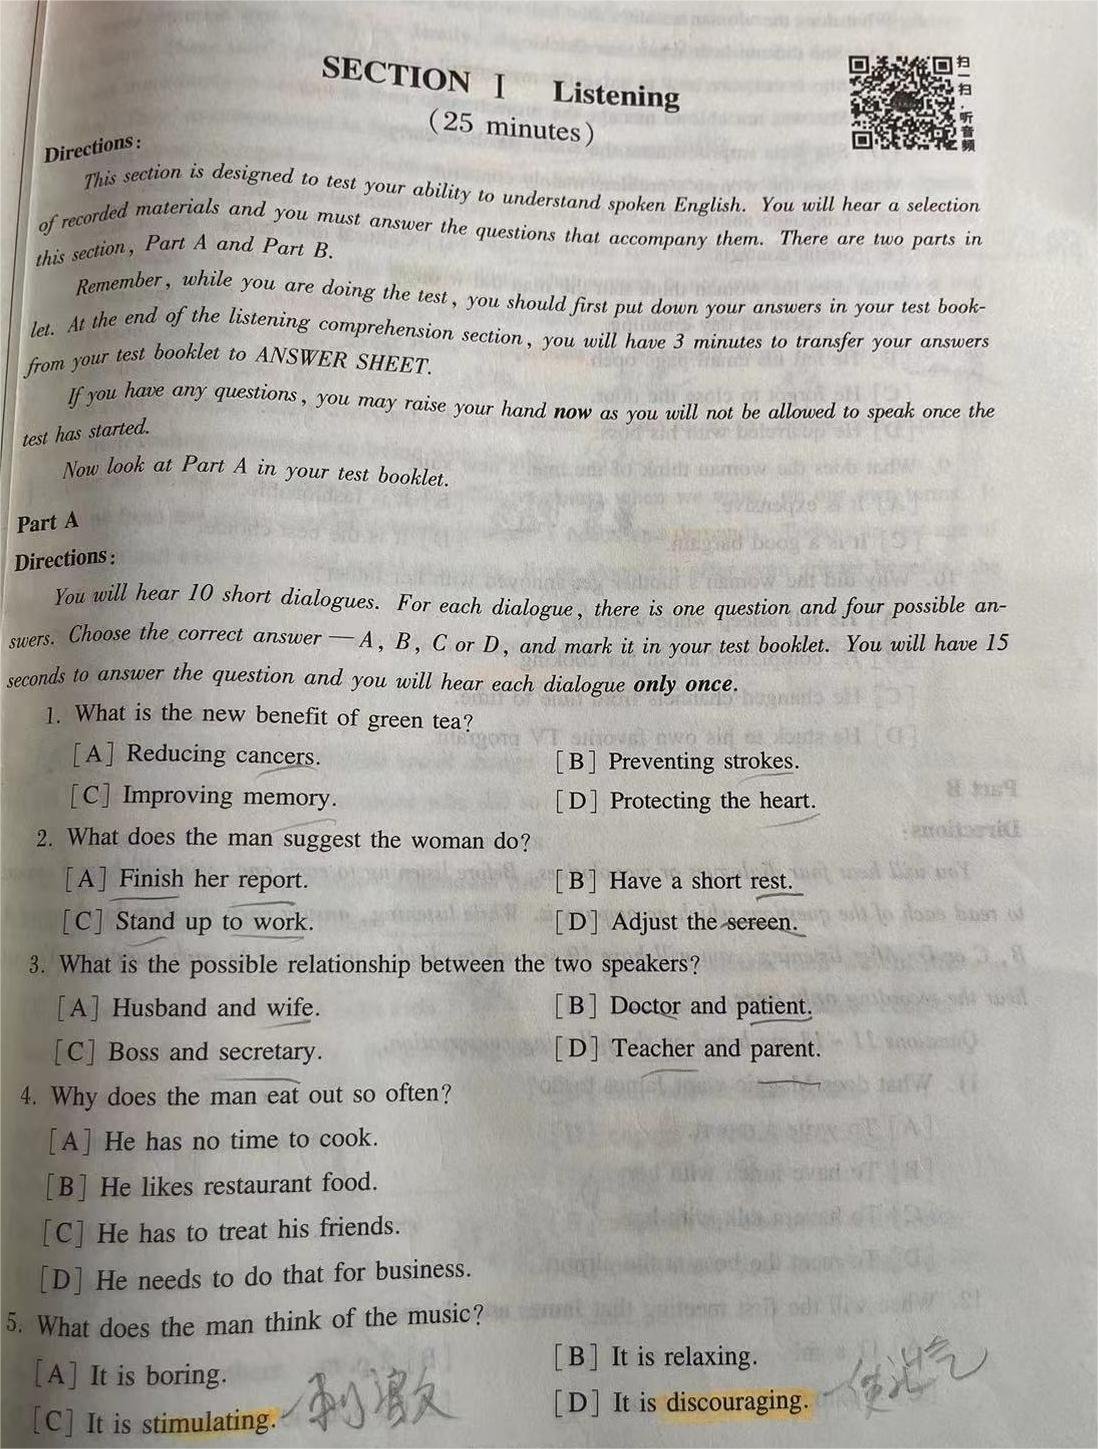 SECTION Ⅰ Listening
(25 minutes)
扫一扫,听音频
Directions:
This section is designed to test your ability to understand spoken English. You will hear a selection
of recorded materials and you must answer the questions that accompany them. There are two parts in
this section, Part A and Part B.
Remember, while you are doing the test, you should first put down your answers in your test book-
let. At the end of the listening comprehension section, you will have 3 minutes to transfer your answers
from your test booklet to ANSWER SHEET.
If you have any questions, you may raise your hand now as you will not be allowed to speak once the
test has started.
Now look at Part A in your test booklet.
Part A
Directions:
You will hear 10 short dialogues. For each dialogue, there is one question and four possible an-
swers. Choose the correct answer — A, B, C or D, and mark it in your test booklet. You will have 15
seconds to answer the question and you will hear each dialogue only once.
1. What is the new benefit of green tea?
[A] Reducing cancers. [B] Preventing strokes.
[C] Improving memory. [D] Protecting the heart.
2. What does the man suggest the woman do?
[A] Finish her report. [B] Have a short rest.
[C] Stand up to work. [D] Adjust the screen.
3. What is the possible relationship between the two speakers?
[A] Husband and wife. [B] Doctor and patient.
[C] Boss and secretary. [D] Teacher and parent.
4. Why does the man eat out so often?
[A] He has no time to cook.
[B] He likes restaurant food.
[C] He has to treat his friends.
[D] He needs to do that for business.
5. What does the man think of the music?
[A] It is boring. [B] It is relaxing.
[C] It is stimulating. 刺激 [D] It is discouraging. 使泄气